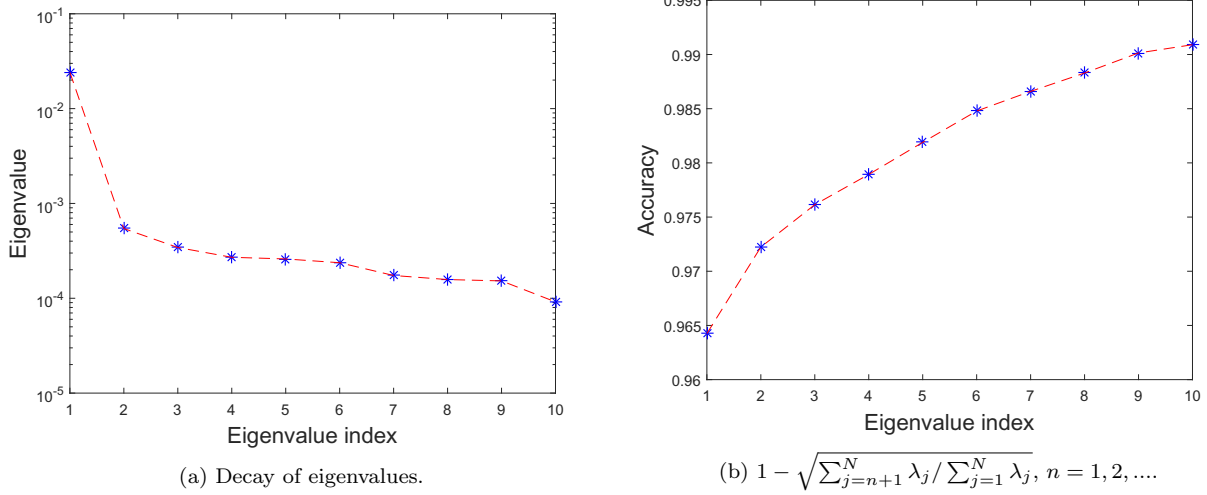 10^-1
10^-2
10^-3
10^-4
10^-5
Eigenvalue
1 2 3 4 5 6 7 8 9 10
Eigenvalue index
(a) Decay of eigenvalues.
0.995
0.99
0.985
0.98
0.975
0.97
0.965
0.96
Accuracy
1 2 3 4 5 6 7 8 9 10
Eigenvalue index
(b) 1 − √(∑_{j=n+1}^{N} λ_j / ∑_{j=1}^{N} λ_j), n = 1, 2, ....